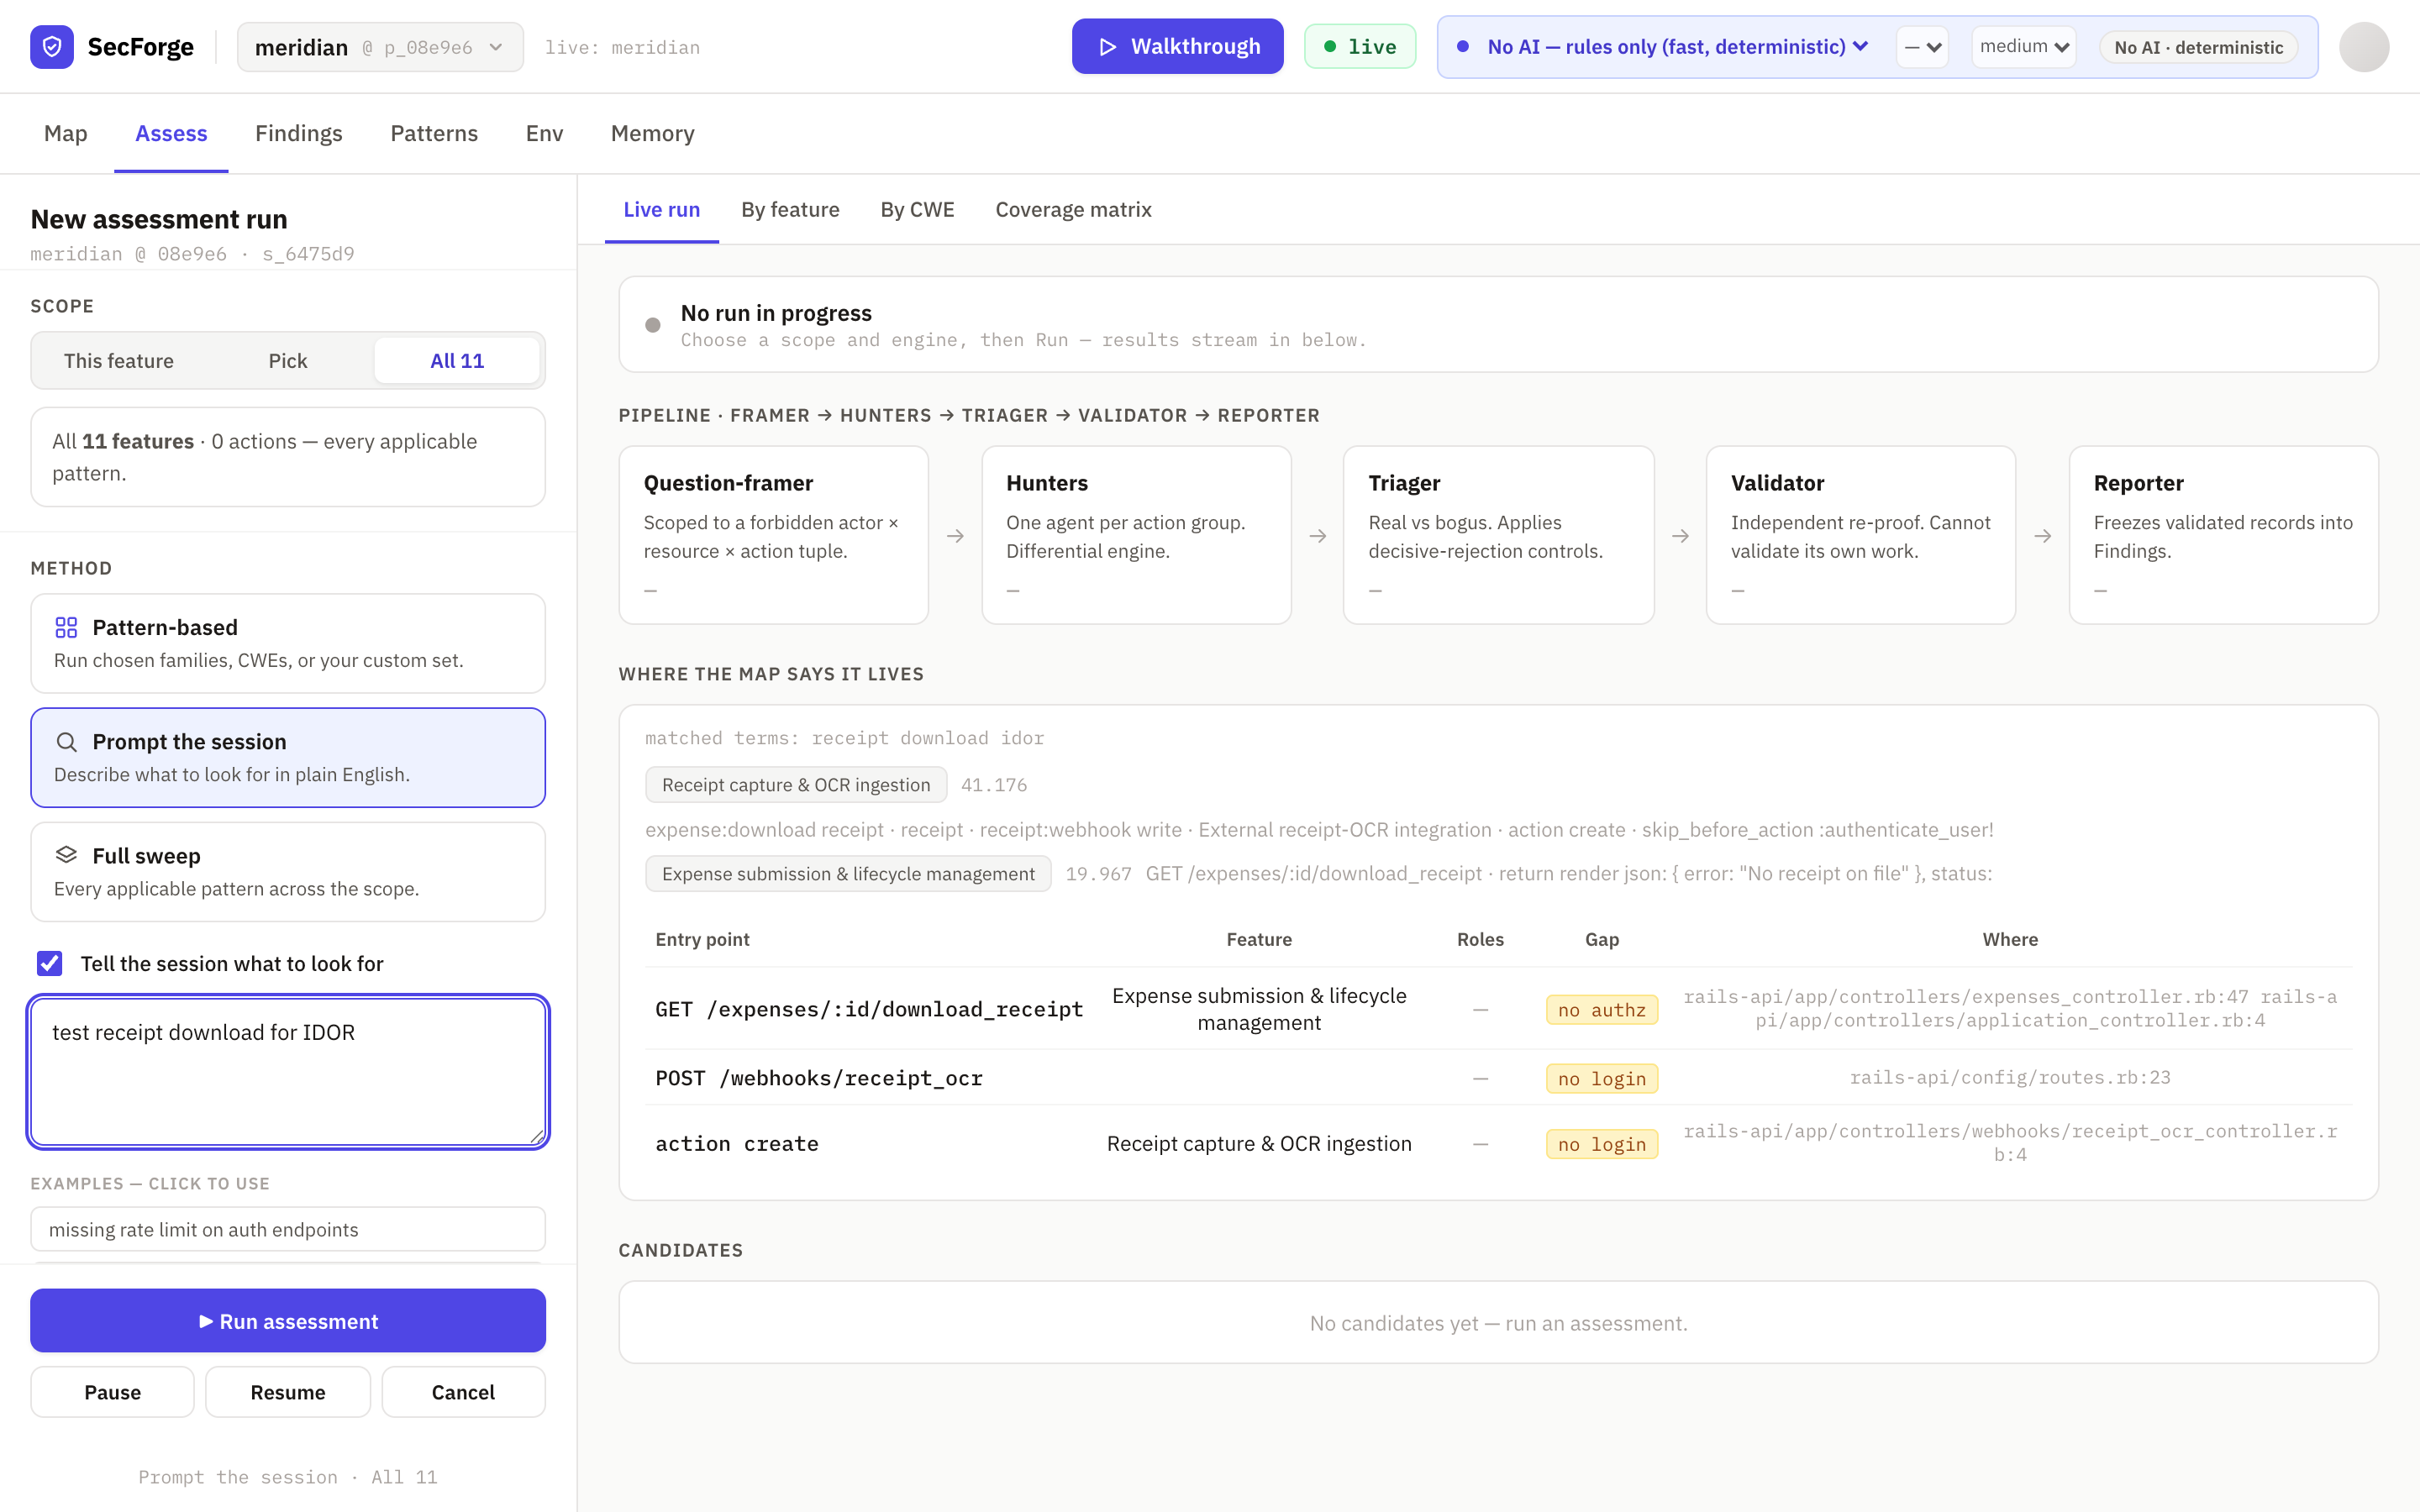 SecForge
meridian @ p_08e9e6
live: meridian
Walkthrough
live
No AI — rules only (fast, deterministic)
—
medium
No AI · deterministic
Map
Assess
Findings
Patterns
Env
Memory
New assessment run
meridian @ 08e9e6 · s_6475d9
SCOPE
This feature
Pick
All 11
All 11 features · 0 actions — every applicable
pattern.
METHOD
Pattern-based
Run chosen families, CWEs, or your custom set.
Prompt the session
Describe what to look for in plain English.
Full sweep
Every applicable pattern across the scope.
Tell the session what to look for
test receipt download for IDOR
EXAMPLES — CLICK TO USE
missing rate limit on auth endpoints
Run assessment
Pause
Resume
Cancel
Prompt the session · All 11
Live run
By feature
By CWE
Coverage matrix
No run in progress
Choose a scope and engine, then Run — results stream in below.
PIPELINE · FRAMER → HUNTERS → TRIAGER → VALIDATOR → REPORTER
Question-framer
Scoped to a forbidden actor ×
resource × action tuple.
—
→
Hunters
One agent per action group.
Differential engine.
—
→
Triager
Real vs bogus. Applies
decisive-rejection controls.
—
→
Validator
Independent re-proof. Cannot
validate its own work.
—
→
Reporter
Freezes validated records into
Findings.
—
WHERE THE MAP SAYS IT LIVES
matched terms: receipt download idor
Receipt capture & OCR ingestion 41.176
expense:download receipt · receipt · receipt:webhook write · External receipt-OCR integration · action create · skip_before_action :authenticate_user!
Expense submission & lifecycle management 19.967 GET /expenses/:id/download_receipt · return render json: { error: "No receipt on file" }, status:
Entry point Feature Roles Gap Where
GET /expenses/:id/download_receipt
Expense submission & lifecycle
management
—
no authz
rails-api/app/controllers/expenses_controller.rb:47 rails-a
pi/app/controllers/application_controller.rb:4
POST /webhooks/receipt_ocr
—
no login
rails-api/config/routes.rb:23
action create
Receipt capture & OCR ingestion
—
no login
rails-api/app/controllers/webhooks/receipt_ocr_controller.r
b:4
CANDIDATES
No candidates yet — run an assessment.